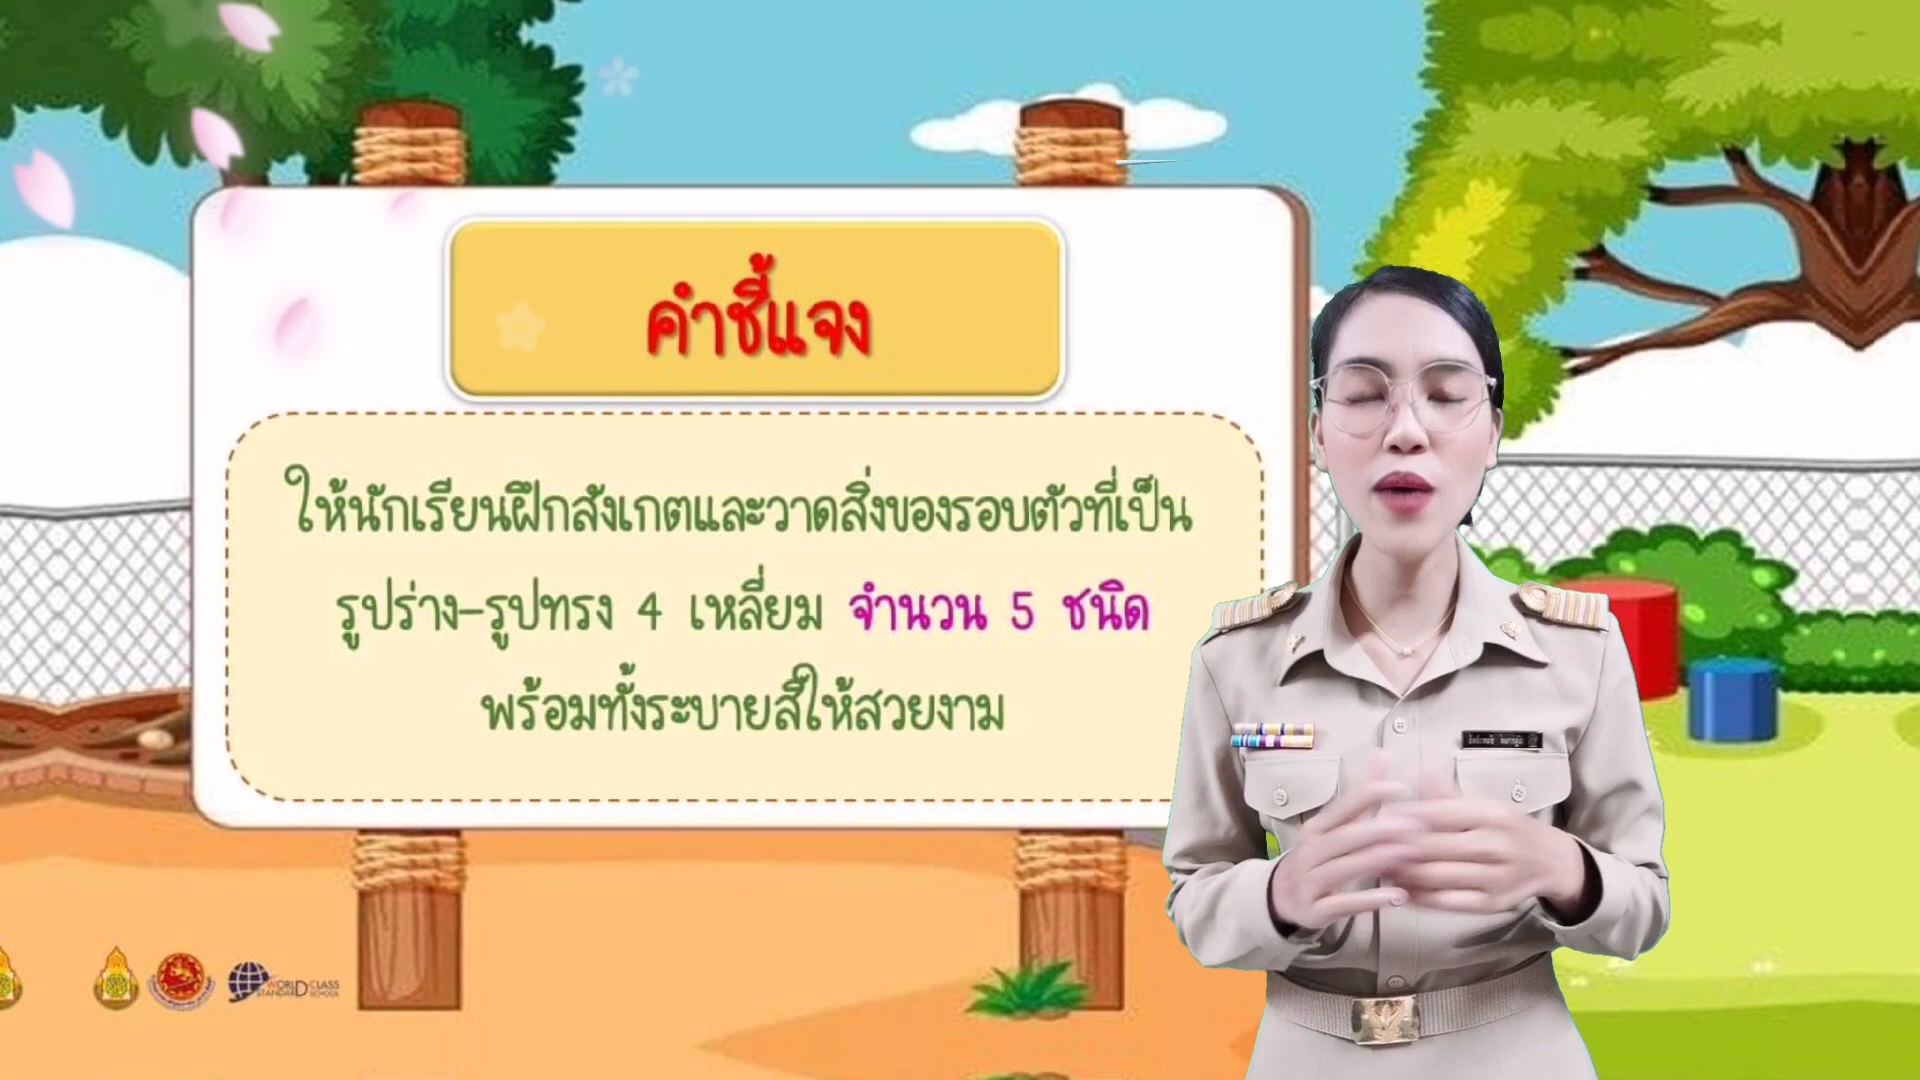 คำชี้แจง
ให้นักเรียนฝึกสังเกตและวาดสิ่งของรอบตัวที่เป็น
รูปร่าง-รูปทรง 4 เหลี่ยม จำนวน 5 ชนิด
พร้อมทั้งระบายสีให้สวยงาม
WORLD CLASS
STANDARD SCHOOL